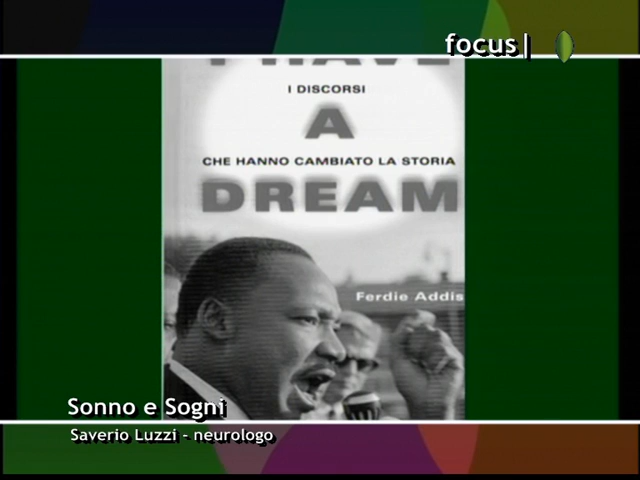 focus|
I HAVE
I DISCORSI
A
CHE HANNO CAMBIATO LA STORIA
DREAM
Ferdie Addis
Sonno e Sogni
Saverio Luzzi - neurologo